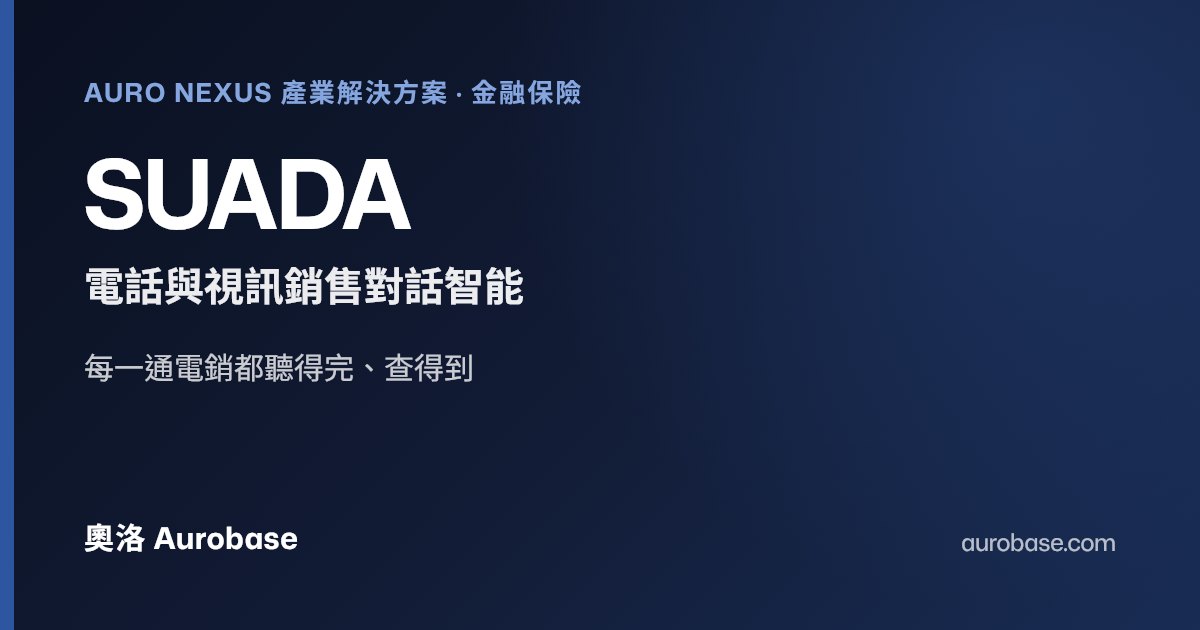 AURO NEXUS 產業解決方案 · 金融保險
SUADA
電話與視訊銷售對話智能
每一通電銷都聽得完、查得到
奧洛 Aurobase
aurobase.com